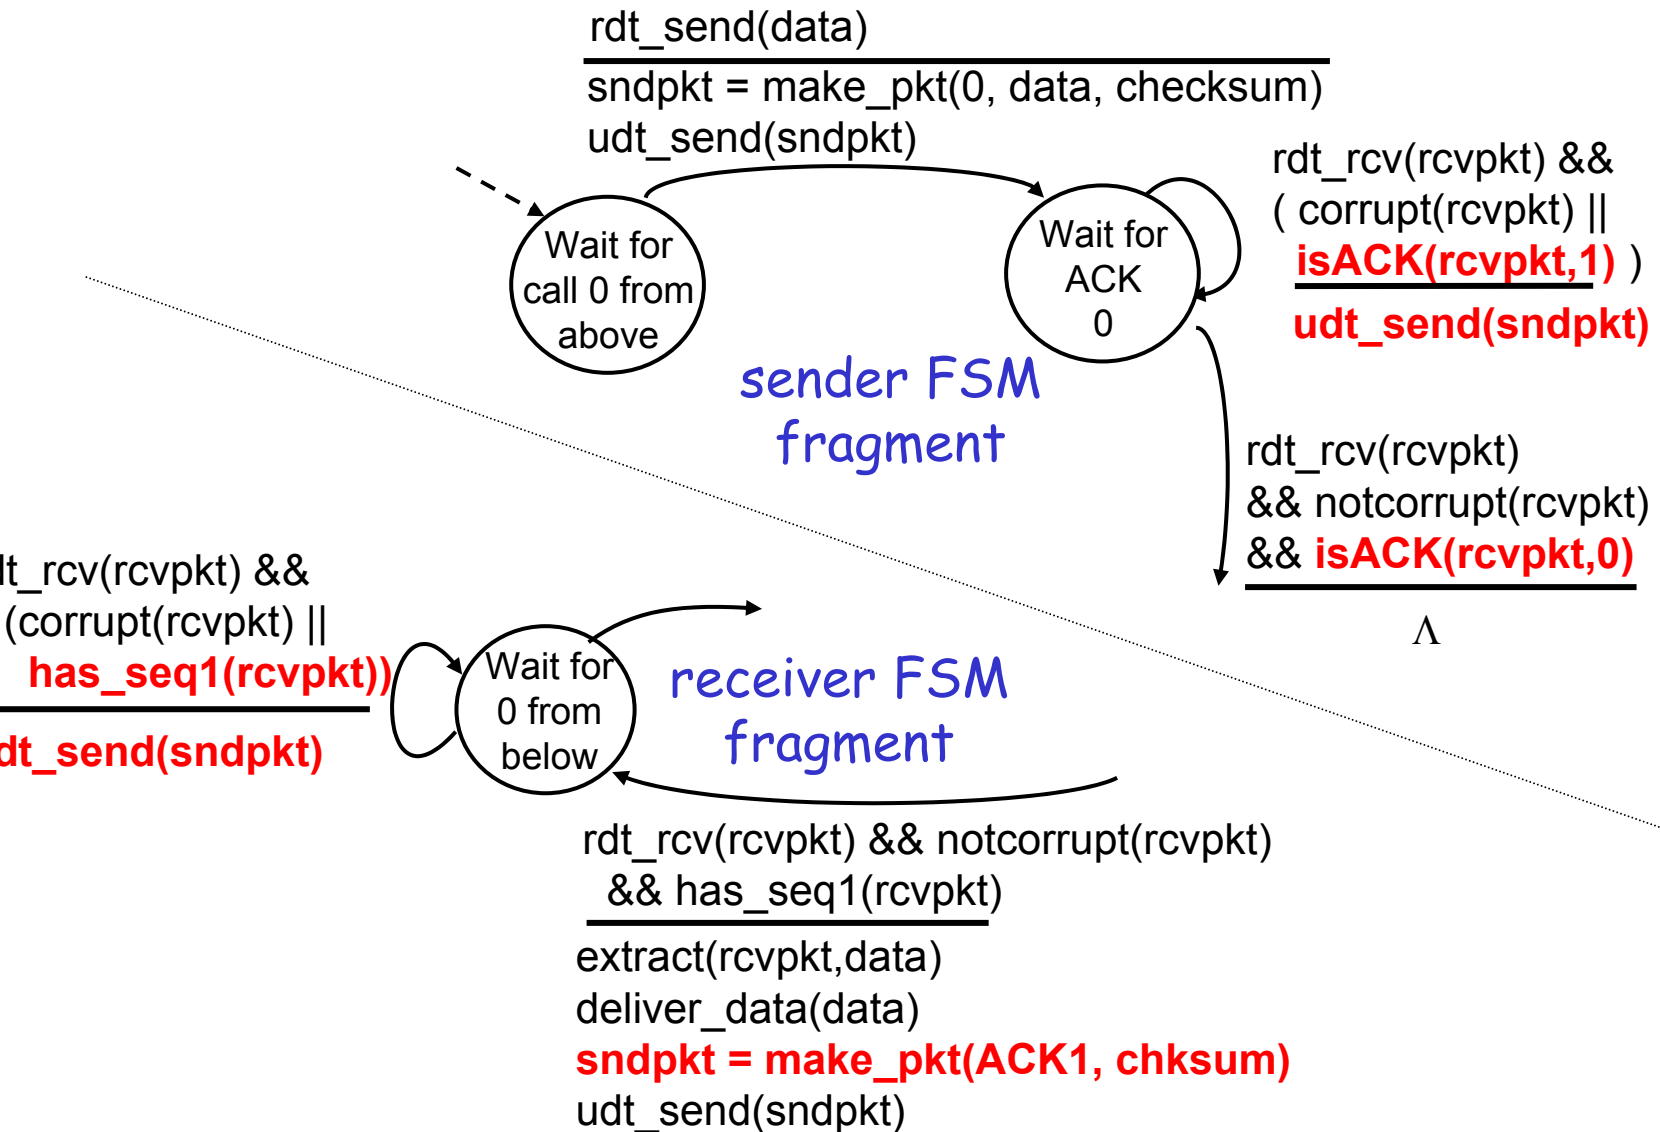 rdt_send(data)
sndpkt = make_pkt(0, data, checksum)
udt_send(sndpkt)
rdt_rcv(rcvpkt) &&
( corrupt(rcvpkt) ||
isACK(rcvpkt,1) )
udt_send(sndpkt)
Wait for
call 0 from
above
Wait for
ACK
0
sender FSM
fragment
rdt_rcv(rcvpkt)
&& notcorrupt(rcvpkt)
&& isACK(rcvpkt,0)
Λ
dt_rcv(rcvpkt) &&
(corrupt(rcvpkt) ||
has_seq1(rcvpkt))
dt_send(sndpkt)
Wait for
0 from
below
receiver FSM
fragment
rdt_rcv(rcvpkt) && notcorrupt(rcvpkt)
&& has_seq1(rcvpkt)
extract(rcvpkt,data)
deliver_data(data)
sndpkt = make_pkt(ACK1, chksum)
udt_send(sndpkt)